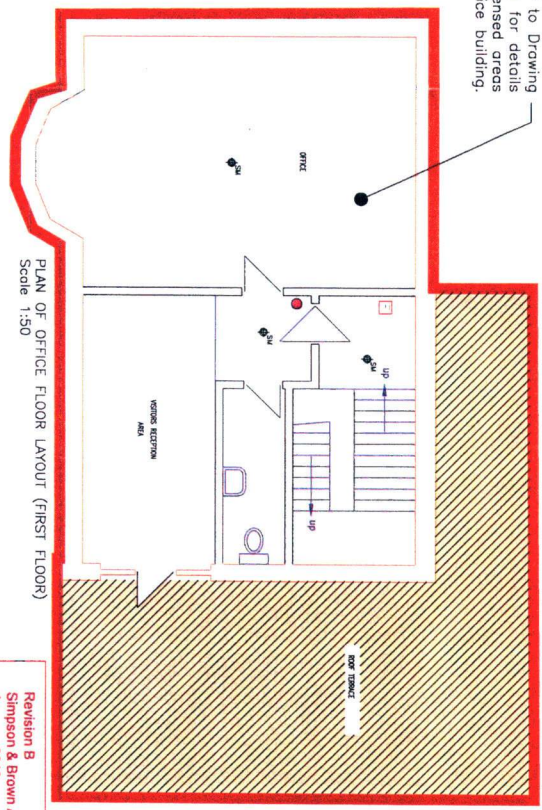 to Drawing
for details
ensed areas
ice building.
OFFICE
SM
SM
SM
up
up
VISITORS RECEPTION
AREA
ROOF TERRACE
PLAN OF OFFICE FLOOR LAYOUT (FIRST FLOOR)
Scale 1:50
Revision B
Simpson & Brown